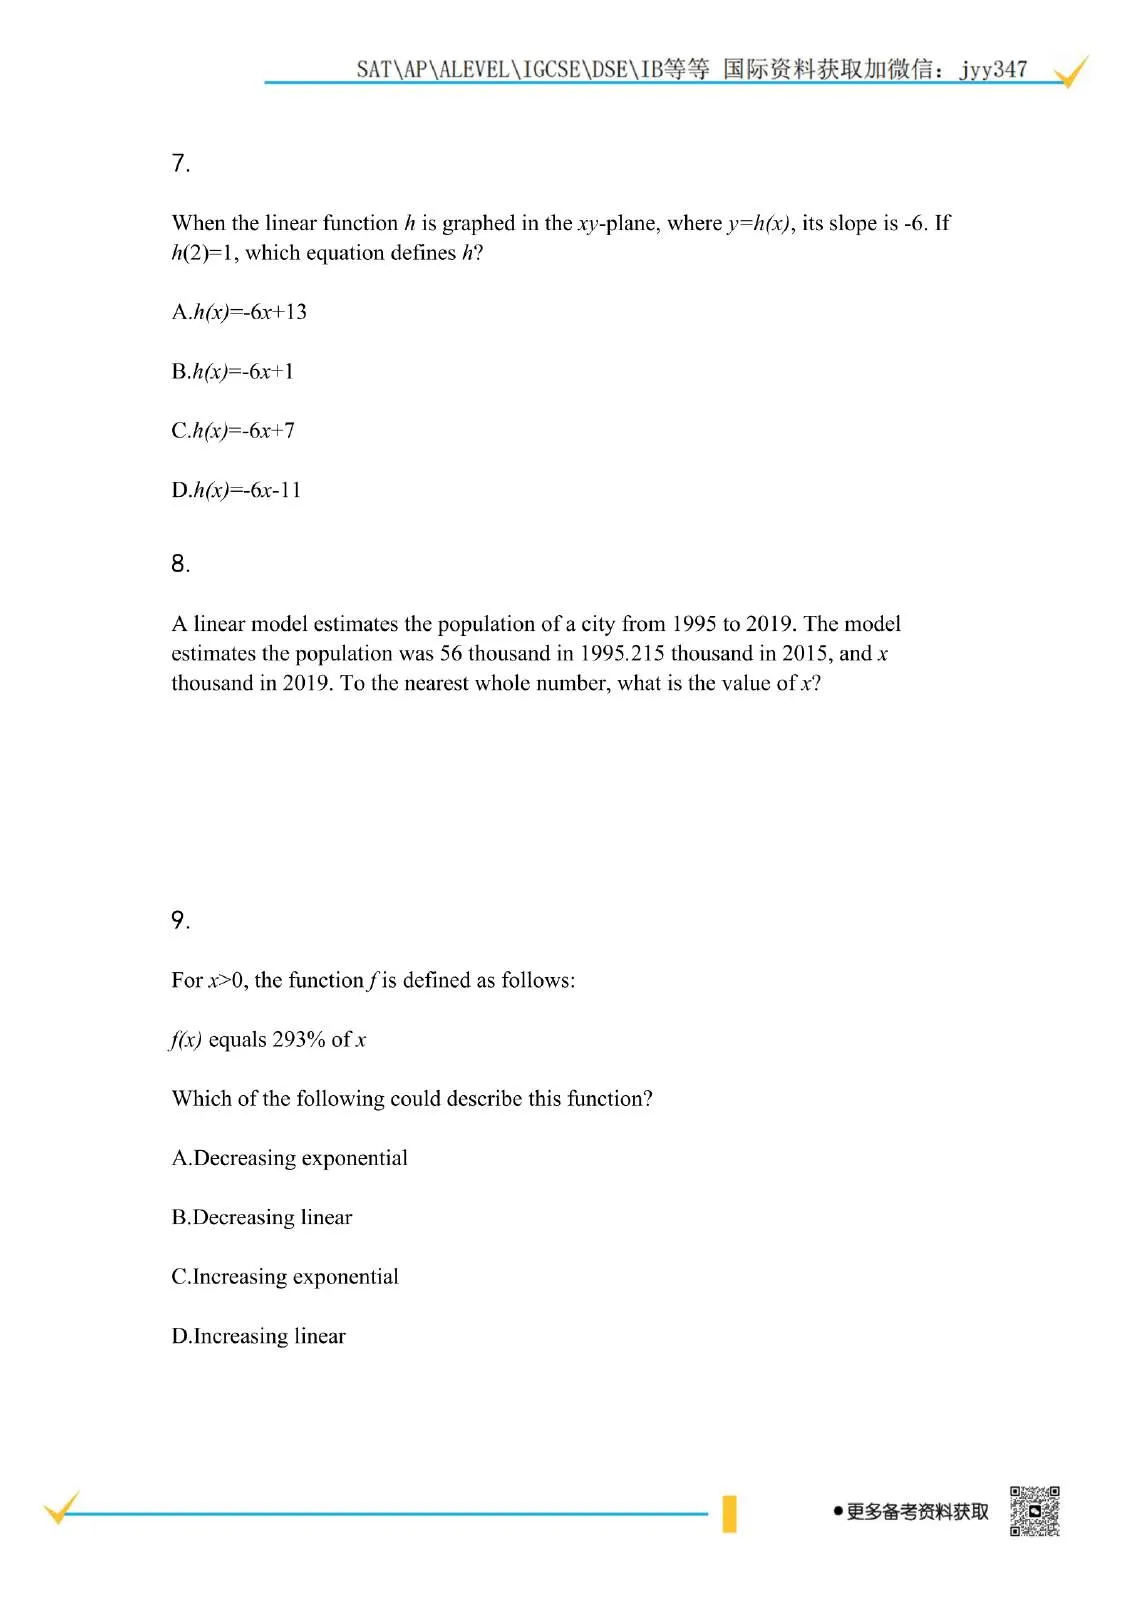 SAT\AP\ALEVEL\IGCSE\DSE\IB等等 国际资料获取加微信：jyy347
7.
When the linear function h is graphed in the xy-plane, where y=h(x), its slope is -6. If
h(2)=1, which equation defines h?
A.h(x)=-6x+13
B.h(x)=-6x+1
C.h(x)=-6x+7
D.h(x)=-6x-11
8.
A linear model estimates the population of a city from 1995 to 2019. The model
estimates the population was 56 thousand in 1995.215 thousand in 2015, and x
thousand in 2019. To the nearest whole number, what is the value of x?
9.
For x>0, the function f is defined as follows:
f(x) equals 293% of x
Which of the following could describe this function?
A.Decreasing exponential
B.Decreasing linear
C.Increasing exponential
D.Increasing linear
●更多备考资料获取